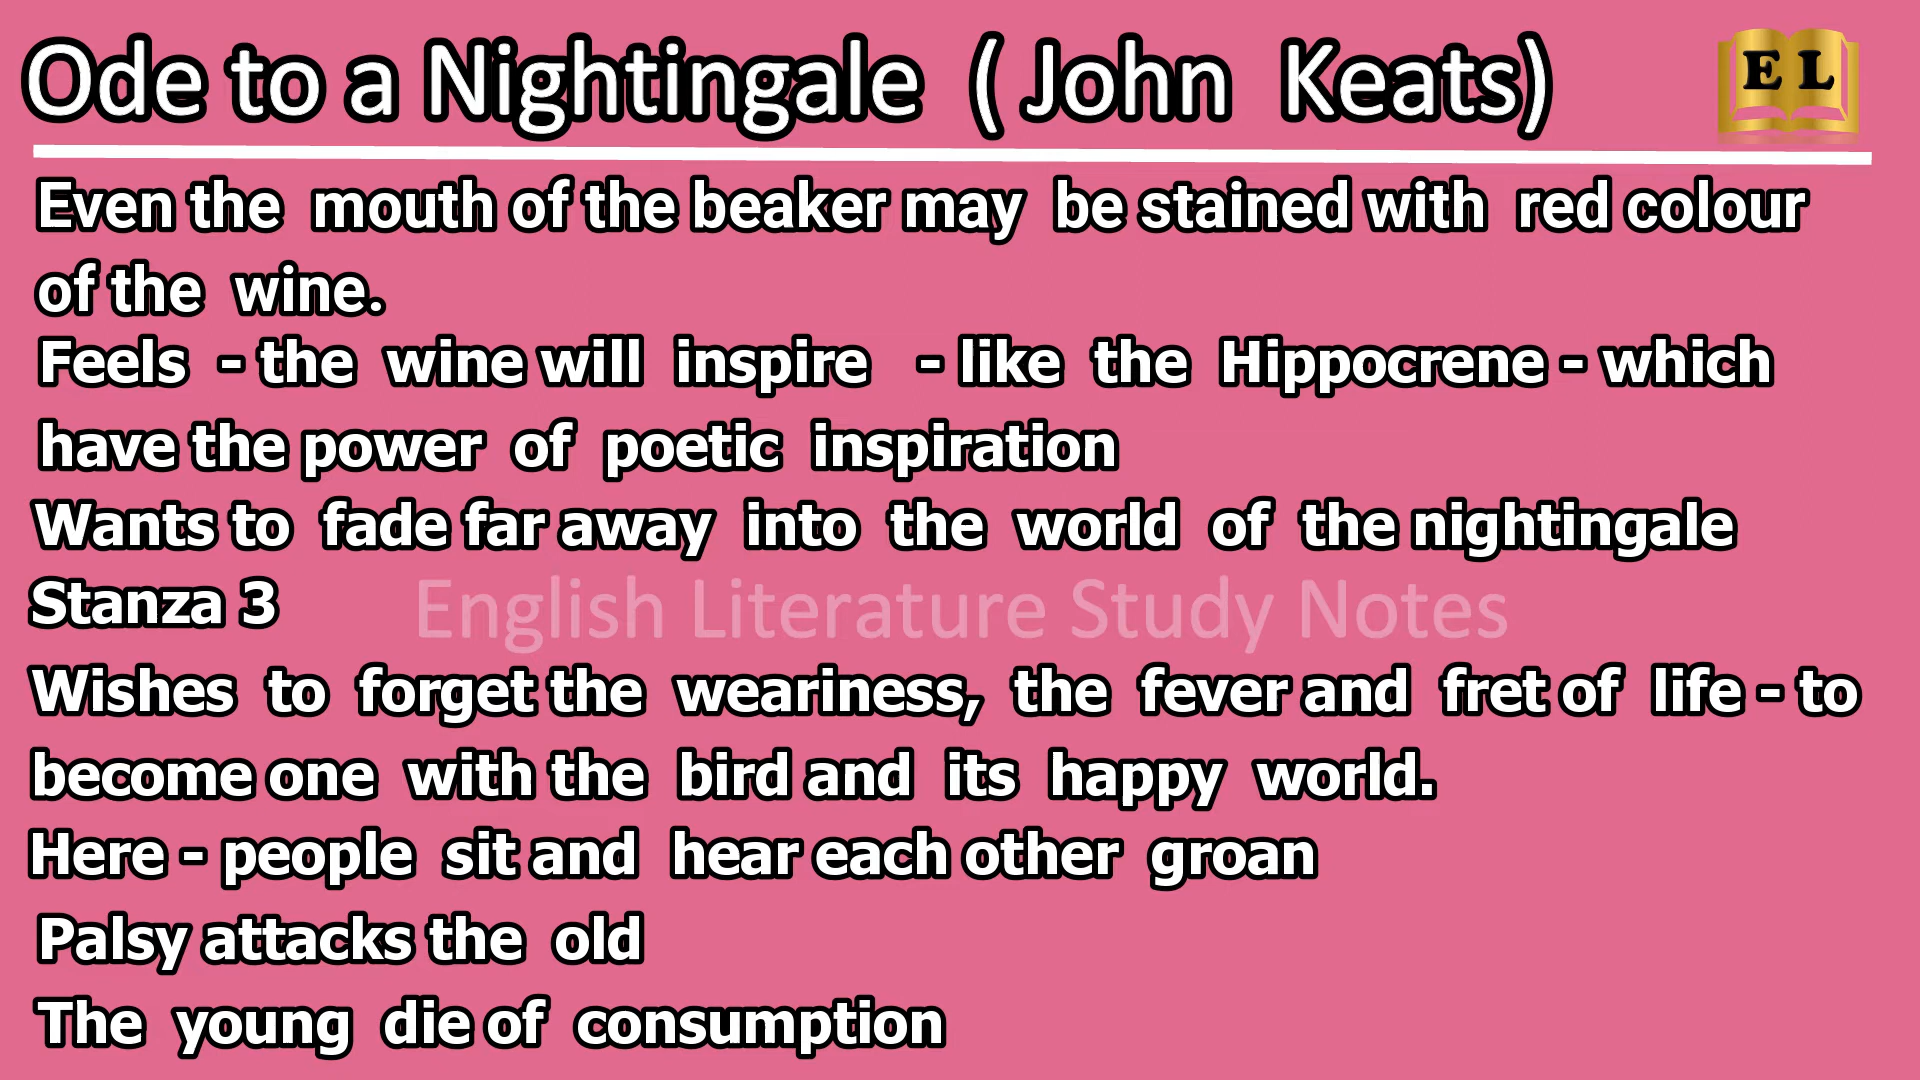 Ode to a Nightingale ( John Keats)
E L
Even the mouth of the beaker may be stained with red colour
of the wine.
Feels - the wine will inspire - like the Hippocrene - which
have the power of poetic inspiration
Wants to fade far away into the world of the nightingale
Stanza 3
English Literature Study Notes
Wishes to forget the weariness, the fever and fret of life - to
become one with the bird and its happy world.
Here - people sit and hear each other groan
Palsy attacks the old
The young die of consumption